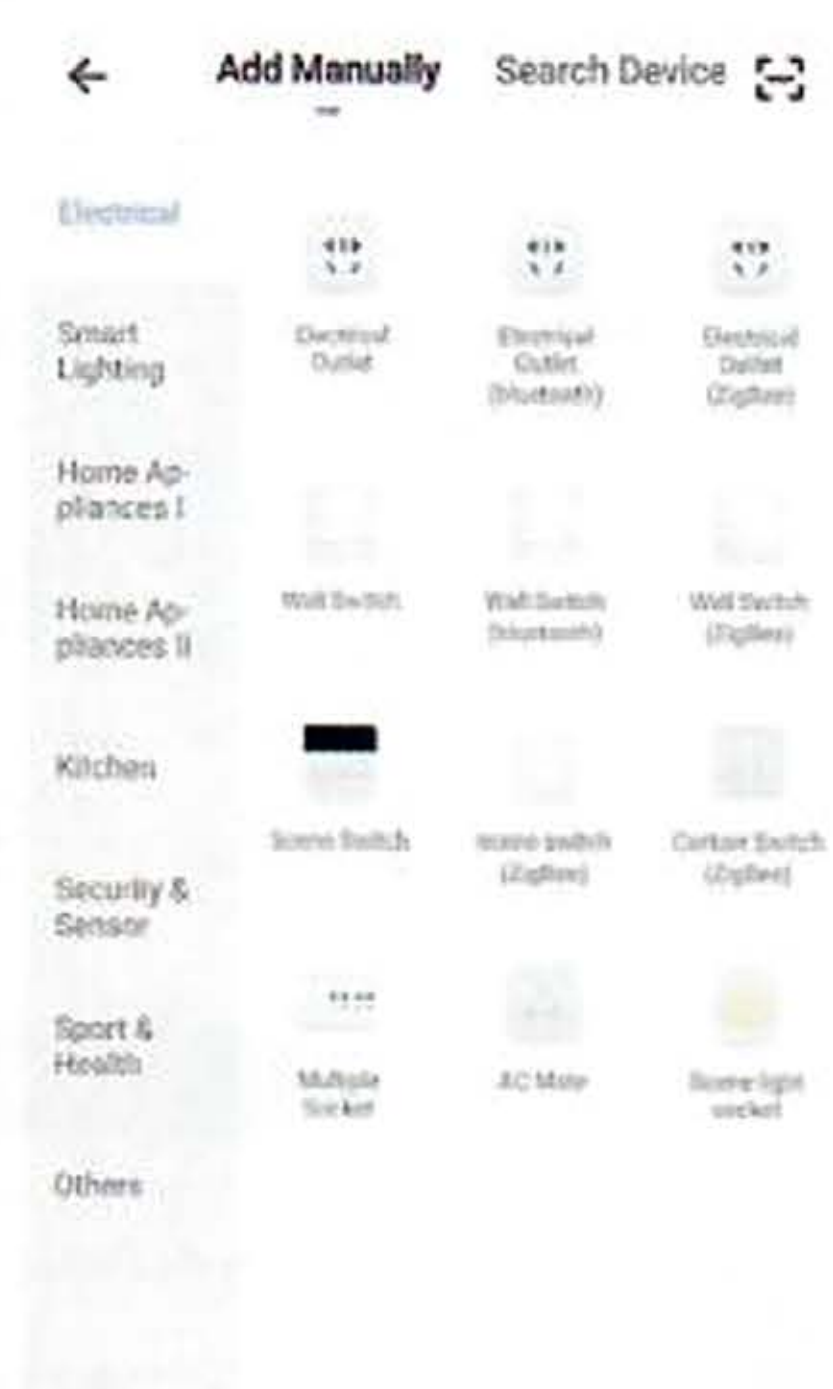 Add Manually Search Device
Electrical
Electrical
Outlet
Electrical
Outlet
(bluetooth)
Electrical
Outlet
(ZigBee)
Smart
Lighting
Home Ap-
pliances I
Wall Switch
Wall Switch
(bluetooth)
Wall Switch
(ZigBee)
Home Ap-
pliances II
Kitchen
Scene Switch
scene switch
(ZigBee)
Curtain Switch
(ZigBee)
Security &
Sensor
Sport &
Health
Multiple
Socket
AC Mate
Scene light
socket
Others